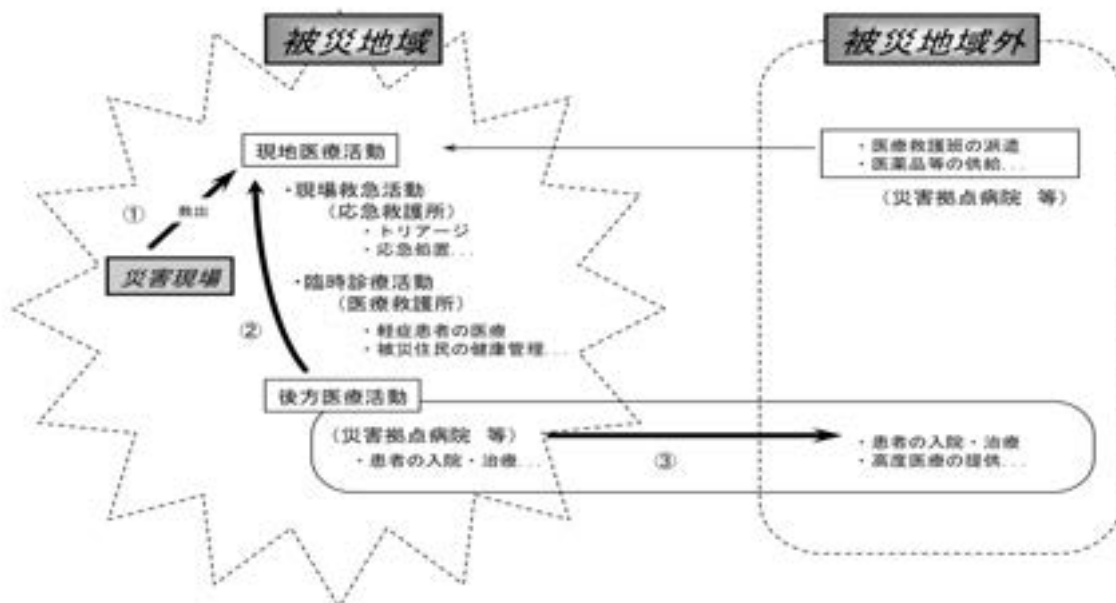 被災地域
被災地域外
現地医療活動
・医療救護班の派遣
・医薬品等の供給...
(災害拠点病院 等)
① 救出
・現場救急活動
(応急救護所)
・トリアージ
・応急処置...
災害現場
・臨時診療活動
(医療救護所)
②
・軽症患者の医療
・被災住民の健康管理...
後方医療活動
(災害拠点病院 等)
・患者の入院・治療...
③
・患者の入院・治療
・高度医療の提供...